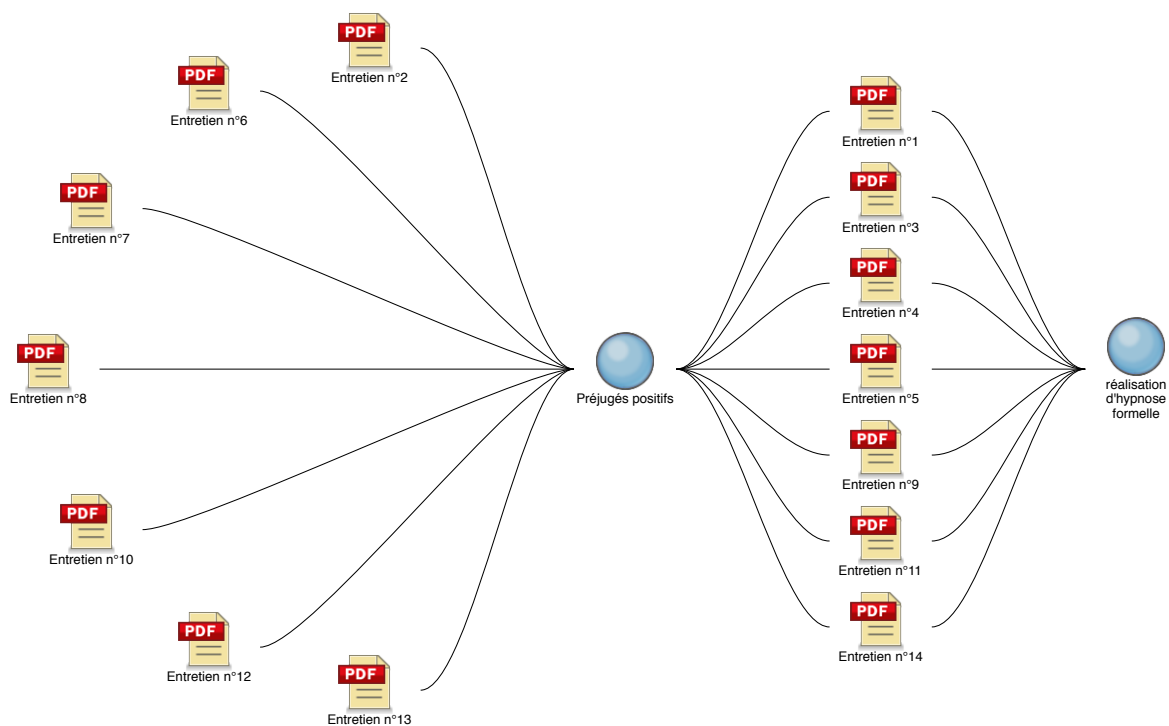 PDF
Entretien n°2
PDF
Entretien n°6
PDF
Entretien n°7
PDF
Entretien n°8
PDF
Entretien n°10
PDF
Entretien n°12
PDF
Entretien n°13
Préjugés positifs
PDF
Entretien n°1
PDF
Entretien n°3
PDF
Entretien n°4
PDF
Entretien n°5
PDF
Entretien n°9
PDF
Entretien n°11
PDF
Entretien n°14
réalisation
d'hypnose
formelle